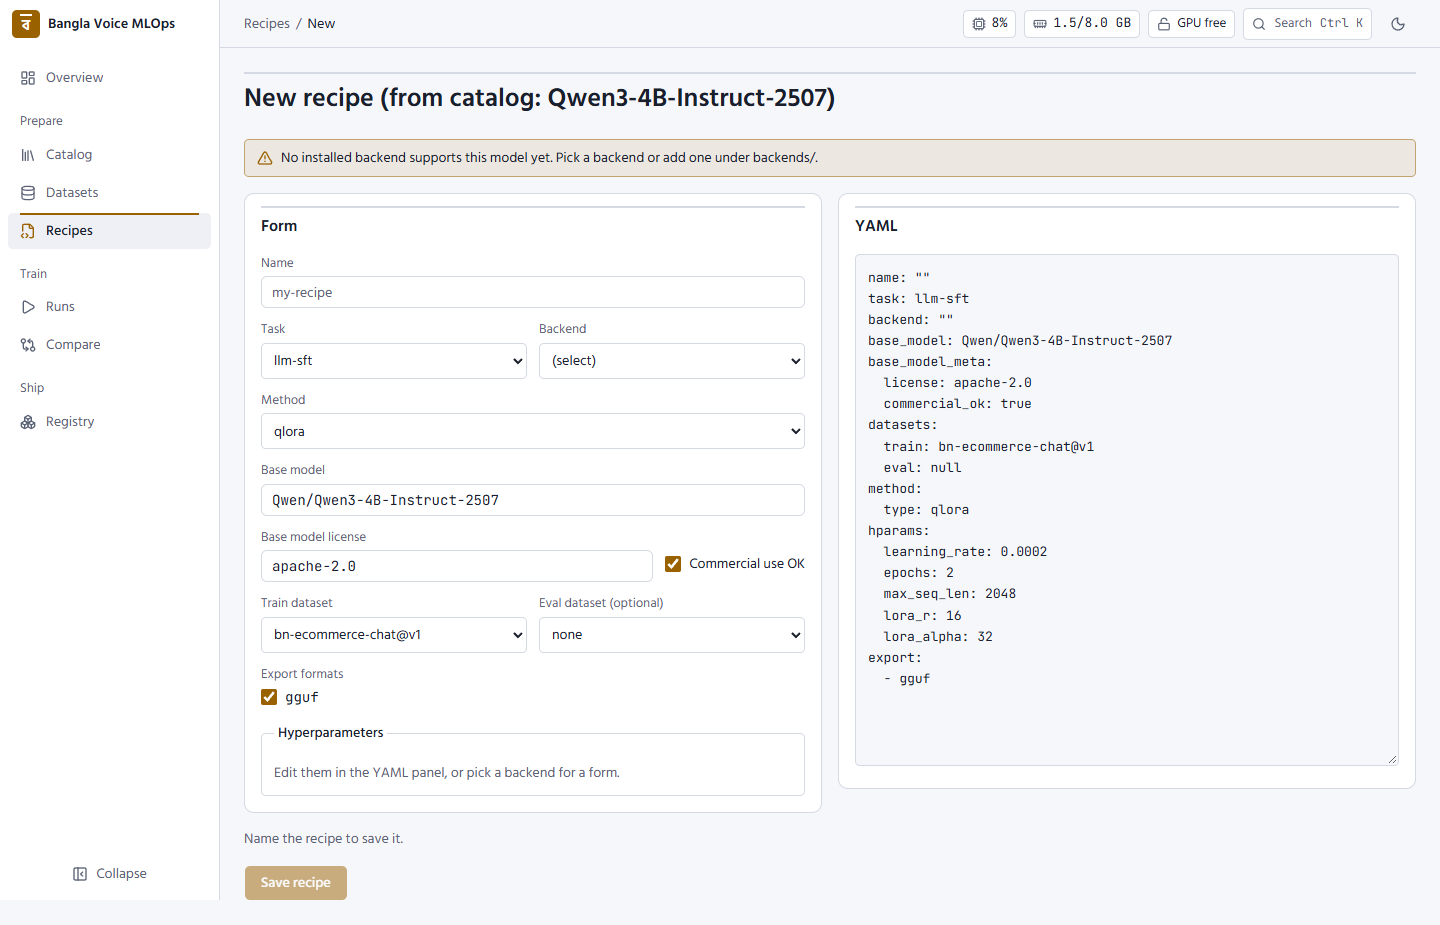 ব
Bangla Voice MLOps
Recipes / New
8%
1.5/8.0 GB
GPU free
Search Ctrl K
Overview
Prepare
Catalog
Datasets
Recipes
Train
Runs
Compare
Ship
Registry
Collapse
New recipe (from catalog: Qwen3-4B-Instruct-2507)
No installed backend supports this model yet. Pick a backend or add one under backends/.
Form
Name
my-recipe
Task
Backend
llm-sft
(select)
Method
qlora
Base model
Qwen/Qwen3-4B-Instruct-2507
Base model license
apache-2.0
Commercial use OK
Train dataset
Eval dataset (optional)
bn-ecommerce-chat@v1
none
Export formats
gguf
Hyperparameters
Edit them in the YAML panel, or pick a backend for a form.
YAML
name: ""
task: llm-sft
backend: ""
base_model: Qwen/Qwen3-4B-Instruct-2507
base_model_meta:
  license: apache-2.0
  commercial_ok: true
datasets:
  train: bn-ecommerce-chat@v1
  eval: null
method:
  type: qlora
hparams:
  learning_rate: 0.0002
  epochs: 2
  max_seq_len: 2048
  lora_r: 16
  lora_alpha: 32
export:
  - gguf
Name the recipe to save it.
Save recipe